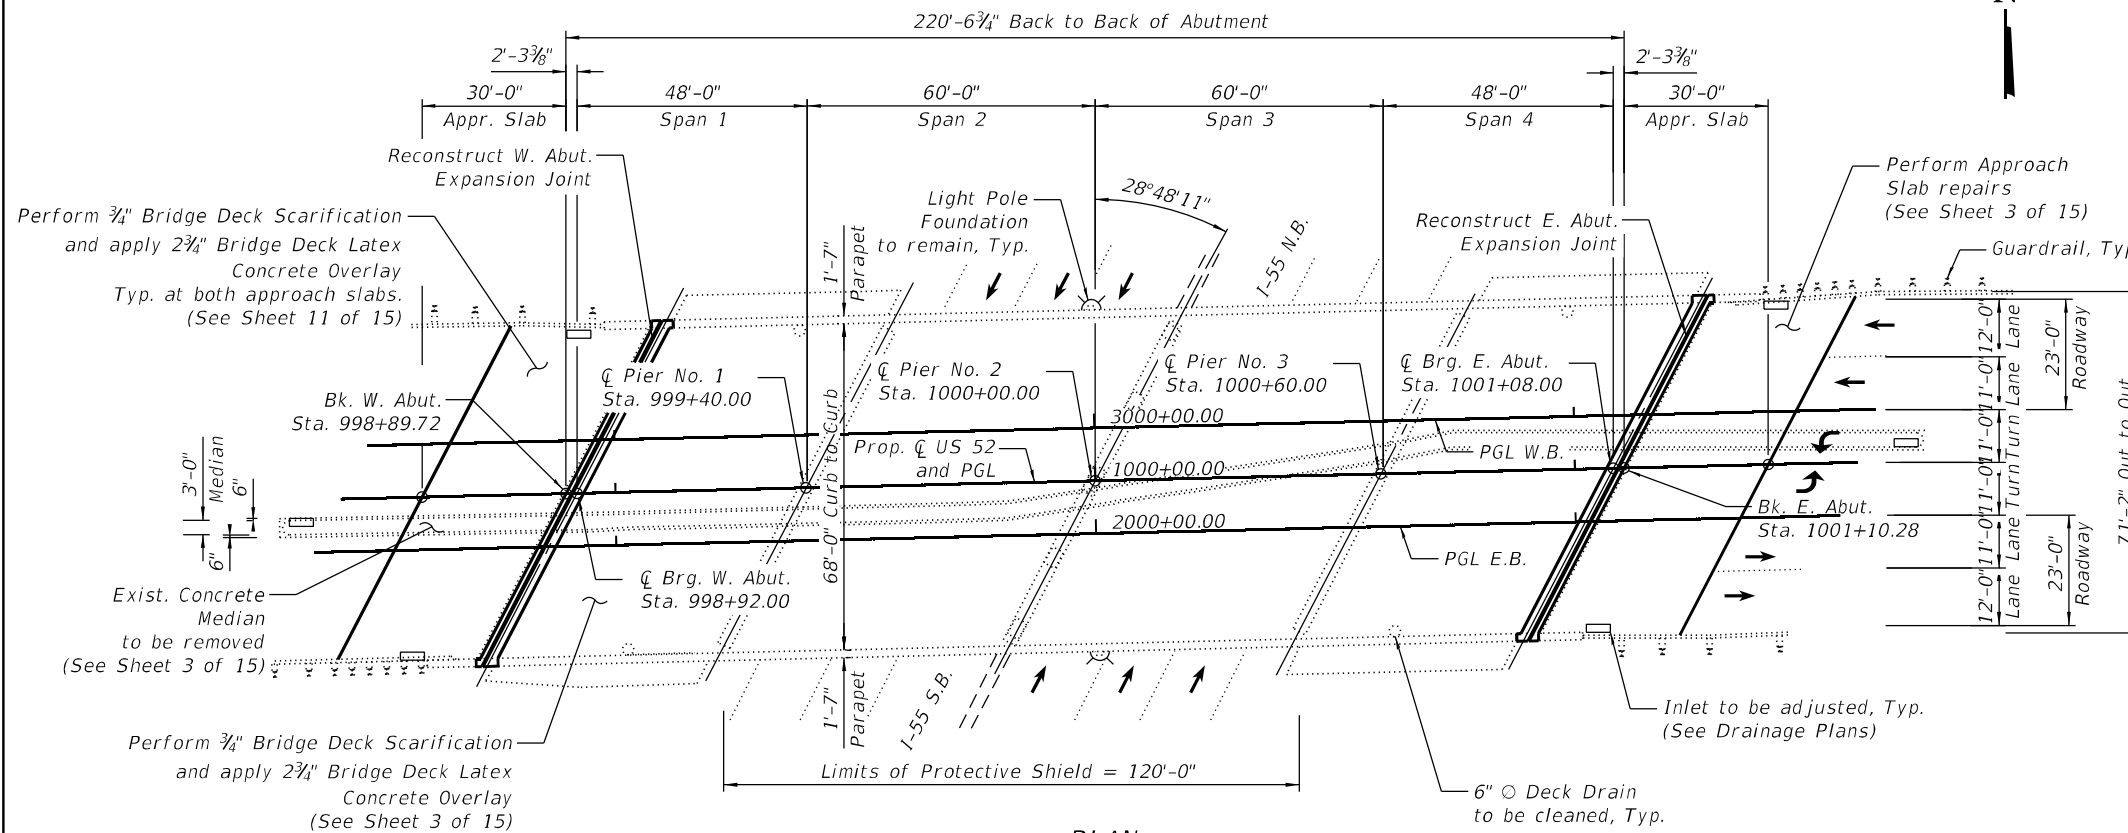 220'-6¾" Back to Back of Abutment
N
2'-3⅜"
2'-3⅜"
30'-0"
48'-0"
60'-0"
60'-0"
48'-0"
30'-0"
Appr. Slab
Span 1
Span 2
Span 3
Span 4
Appr. Slab
Reconstruct W. Abut.
Expansion Joint
Perform ¾" Bridge Deck Scarification
and apply 2¾" Bridge Deck Latex
Concrete Overlay
Typ. at both approach slabs.
(See Sheet 11 of 15)
1'-7"
Parapet
Light Pole
Foundation
to remain, Typ.
28°48'11"
I-55 N.B.
Reconstruct E. Abut.
Expansion Joint
Perform Approach
Slab repairs
(See Sheet 3 of 15)
Guardrail, Typ
Bk. W. Abut.
Sta. 998+89.72
℄ Pier No. 1
Sta. 999+40.00
℄ Pier No. 2
Sta. 1000+00.00
℄ Pier No. 3
Sta. 1000+60.00
℄ Brg. E. Abut.
Sta. 1001+08.00
3000+00.00
Prop. ℄ US 52
and PGL
1000+00.00
PGL W.B.
2000+00.00
PGL E.B.
68'-0" Curb to Curb
3'-0"
Median
6"
6"
Bk. E. Abut.
Sta. 1001+10.28
12'-0"
Lane
11'-0"
Lane
11'-0"
Turn
11'-0"
Turn
11'-0"
Lane
12'-0"
Lane
23'-0"
Roadway
23'-0"
Roadway
71'-2" Out to Out
Exist. Concrete
Median
to be removed
(See Sheet 3 of 15)
℄ Brg. W. Abut.
Sta. 998+92.00
1'-7"
Parapet
I-55 S.B.
Perform ¾" Bridge Deck Scarification
and apply 2¾" Bridge Deck Latex
Concrete Overlay
(See Sheet 3 of 15)
Limits of Protective Shield = 120'-0"
Inlet to be adjusted, Typ.
(See Drainage Plans)
6" ∅ Deck Drain
to be cleaned, Typ.
PLAN